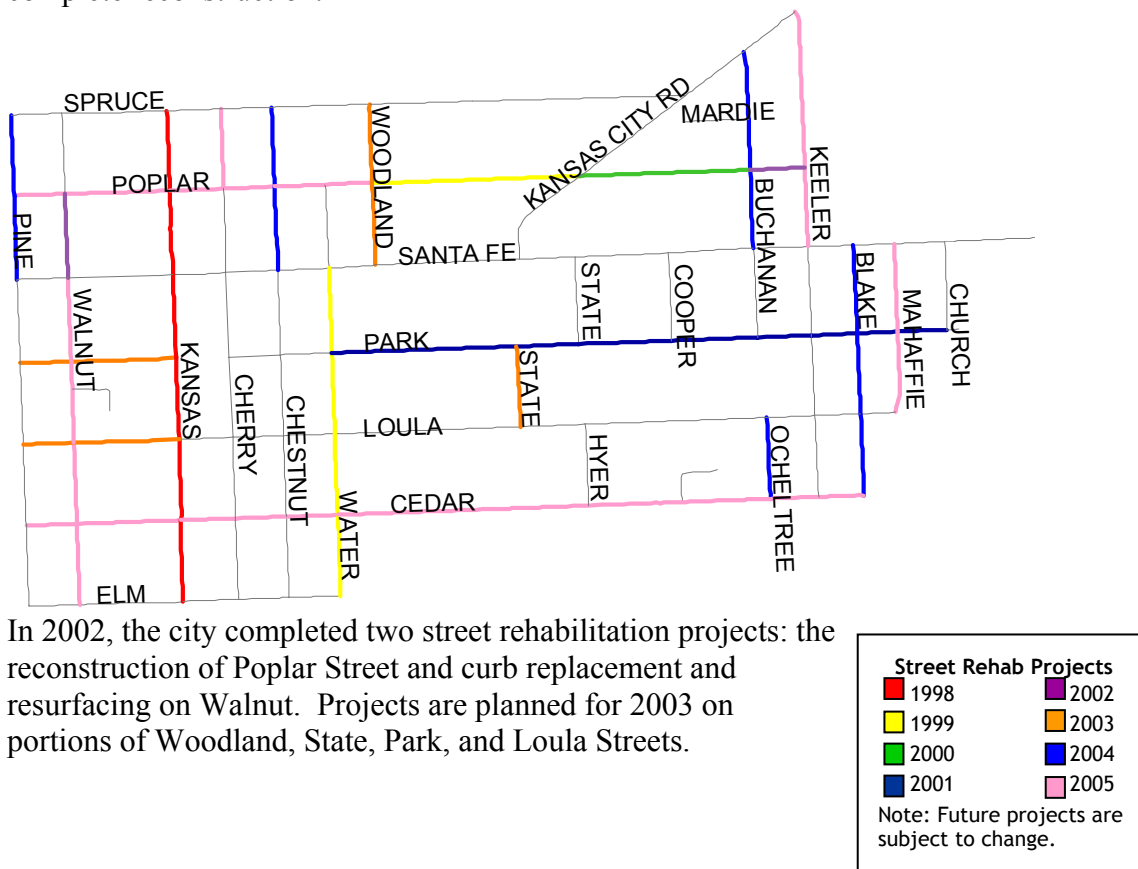 complete reconstruction.
SPRUCE
WOODLAND
KANSAS CITY RD
MARDIE
POPLAR
KEELER
PINE
BUCHANAN
SANTA FE
STATE
COOPER
BLAKE
MAHAFFIE
CHURCH
WALNUT
KANSAS
PARK
STATE
CHERRY
CHESTNUT
LOULA
HYER
OCHELTREE
WATER
CEDAR
ELM
In 2002, the city completed two street rehabilitation projects: the
reconstruction of Poplar Street and curb replacement and
resurfacing on Walnut.  Projects are planned for 2003 on
portions of Woodland, State, Park, and Loula Streets.
Street Rehab Projects
1998
2002
1999
2003
2000
2004
2001
2005
Note: Future projects are
subject to change.